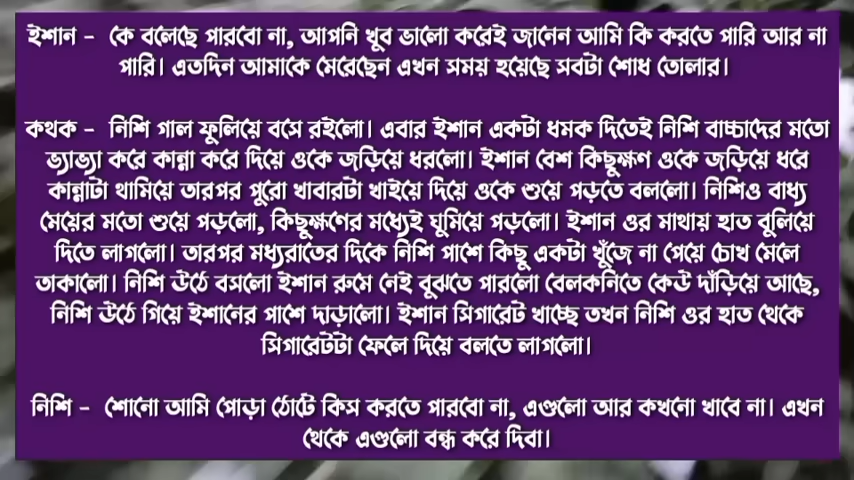 ইশান - কে বলেছে পারবো না, আপনি খুব ভালো করেই জানেন আমি কি করতে পারি আর না
পারি। এতদিন আমাকে মেরেছেন এখন সময় হয়েছে সবটা শোধ তোলার।
কথক - নিশি গাল ফুলিয়ে বসে রইলো। এবার ইশান একটা ধমক দিতেই নিশি বাচ্চাদের মতো
ভ্যাভ্যা করে কান্না করে দিয়ে ওকে জড়িয়ে ধরলো। ইশান বেশ কিছুক্ষণ ওকে জড়িয়ে ধরে
কান্নাটা থামিয়ে তারপর পুরো খাবারটা খাইয়ে দিয়ে ওকে শুয়ে পড়তে বললো। নিশিও বাধ্য
মেয়ের মতো শুয়ে পড়লো, কিছুক্ষণের মধ্যেই ঘুমিয়ে পড়লো। ইশান ওর মাথায় হাত বুলিয়ে
দিতে লাগলো। তারপর মধ্যরাতের দিকে নিশি পাশে কিছু একটা খুঁজে না পেয়ে চোখ মেলে
তাকালো। নিশি উঠে বসলো ইশান রুমে নেই বুঝতে পারলো বেলকনিতে কেউ দাঁড়িয়ে আছে,
নিশি উঠে গিয়ে ইশানের পাশে দাড়ালো। ইশান সিগারেট খাচ্ছে তখন নিশি ওর হাত থেকে
সিগারেটটা ফেলে দিয়ে বলতে লাগলো।
নিশি - শোনো আমি পোড়া ঠোটে কিস করতে পারবো না, এগুলো আর কখনো খাবে না। এখন
থেকে এগুলো বন্ধ করে দিবা।